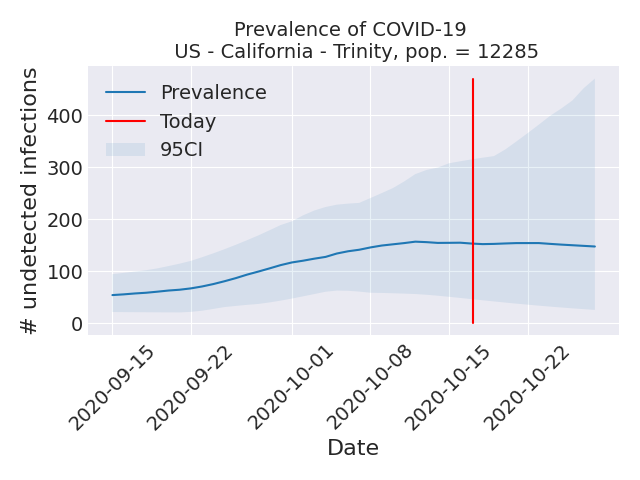 Prevalence of COVID-19
US - California - Trinity, pop. = 12285
# undetected infections
400
300
200
100
0
Prevalence
Today
95CI
2020-09-15
2020-09-22
2020-10-01
2020-10-08
2020-10-15
2020-10-22
Date